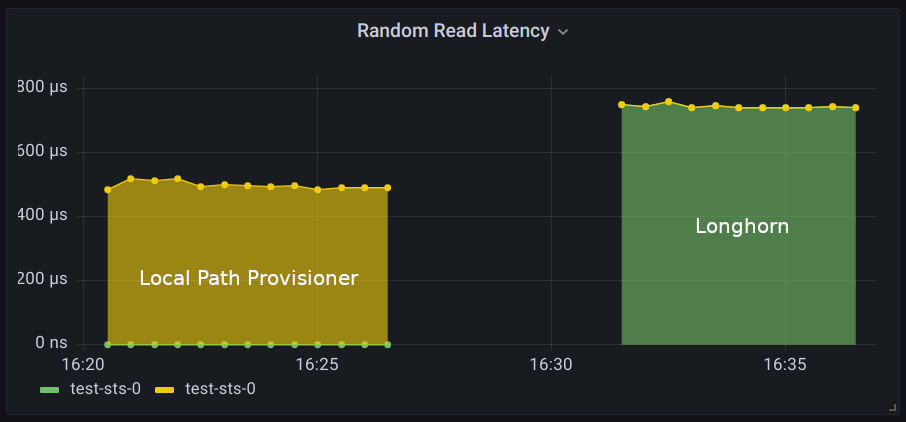 Random Read Latency
800 µs
600 µs
400 µs
200 µs
0 ns
Local Path Provisioner
Longhorn
16:20 16:25 16:30 16:35
test-sts-0 test-sts-0